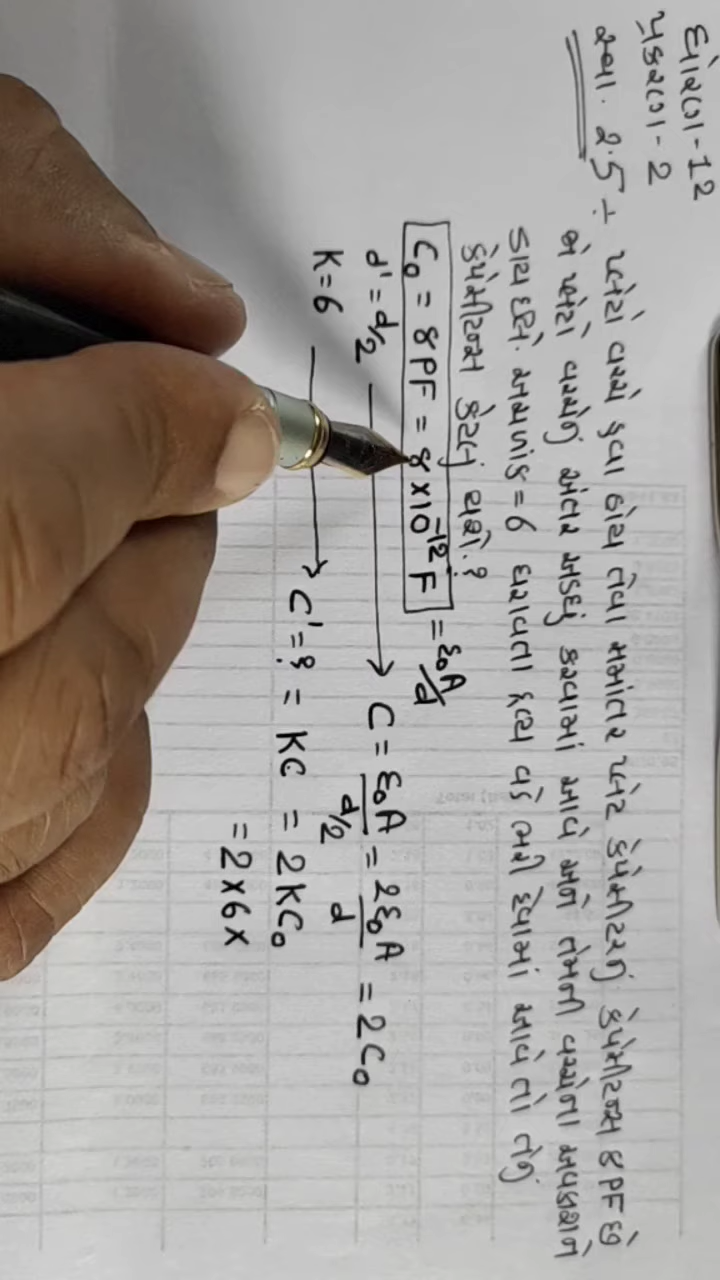 ધોરણ-12
પ્રકરણ-2
સ્વા. 2.5 ÷ પ્લેટો વચ્ચે હવા હોય તેવા સમાંતર પ્લેટ કેપેસીટરનું કેપેસીટન્સ 8 PF છે
બે પ્લેટો વચ્ચેનું અંતર અડધું કરવામાં આવે અને તેમની વચ્ચેના અવકાશને
ડાયઇલે. અચળાંક = 6 ધરાવતા દ્રવ્ય વડે ભરી દેવામાં આવે તો તેનું
કેપેસીટન્સ કેટલું થશે.?
C₀ = 8 PF = 8 × 10⁻¹² F = ε₀A/d
d' = d/2 → C = ε₀A/(d/2) = 2ε₀A/d = 2C₀
K = 6 → C' = ? = KC = 2KC₀
= 2 × 6 ×